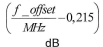 (f_offset/MHz − 0,215)
dB